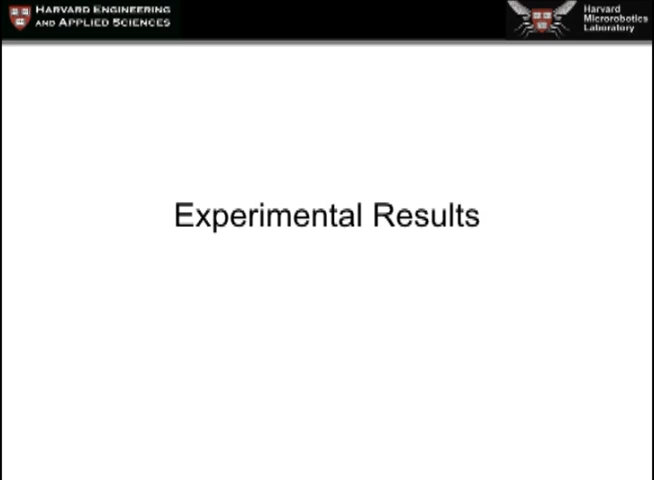 HARVARD ENGINEERING
AND APPLIED SCIENCES
Harvard
Microrobotics
Laboratory
Experimental Results